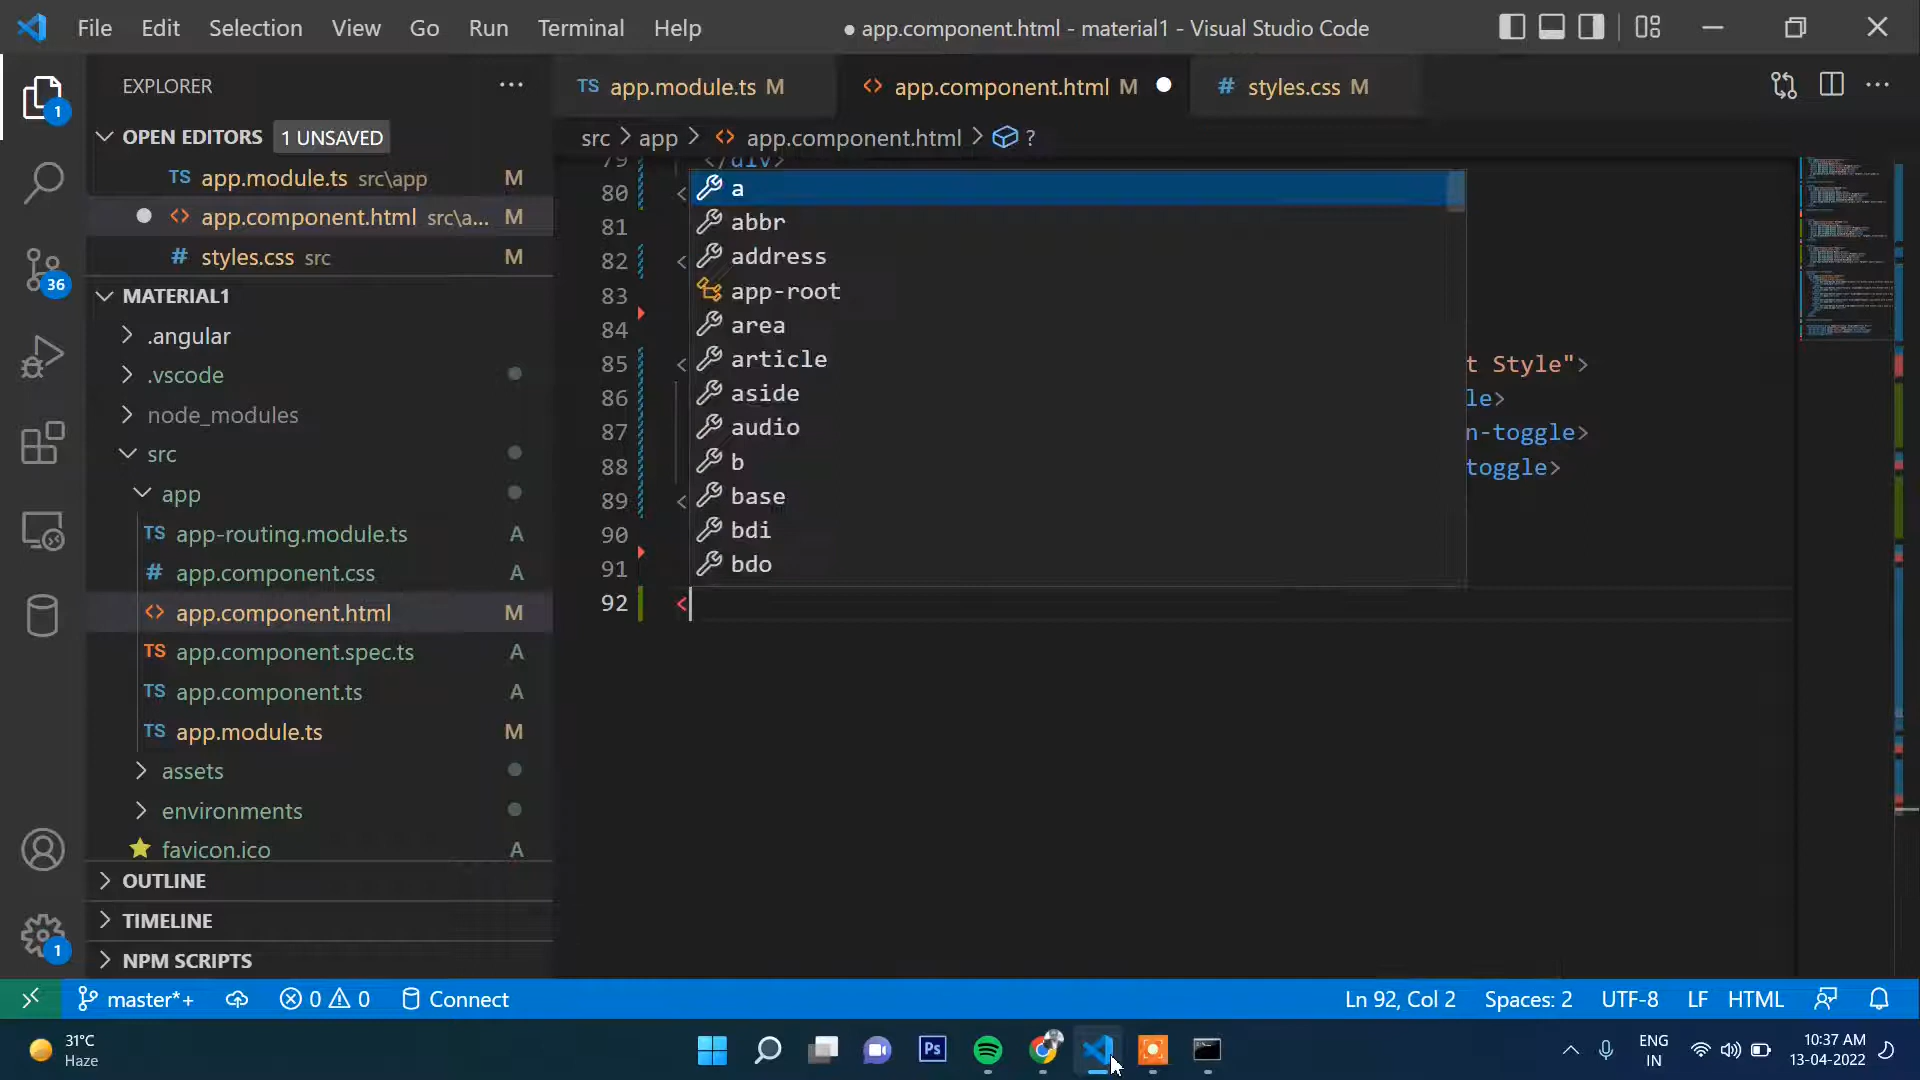 File Edit Selection View Go Run Terminal Help
● app.component.html - material1 - Visual Studio Code
EXPLORER
OPEN EDITORS 1 UNSAVED
TS app.module.ts src\app M
<> app.component.html src\a... M
# styles.css src M
MATERIAL1
.angular
.vscode
node_modules
src
app
TS app-routing.module.ts A
# app.component.css A
<> app.component.html M
TS app.component.spec.ts A
TS app.component.ts A
TS app.module.ts M
assets
environments
favicon.ico A
OUTLINE
TIMELINE
NPM SCRIPTS
1
36
1
TS app.module.ts M
<> app.component.html M
# styles.css M
src > app > <> app.component.html > ?
79 </div>
80 <
81
82 <
83
84
85 < t Style">
86 le>
87 n-toggle>
88 toggle>
89 <
90
91
92 <
a
abbr
address
app-root
area
article
aside
audio
b
base
bdi
bdo
master*+ 0 0 Connect
Ln 92, Col 2 Spaces: 2 UTF-8 LF HTML
31°C
Haze
Ps
ENG
IN
10:37 AM
13-04-2022